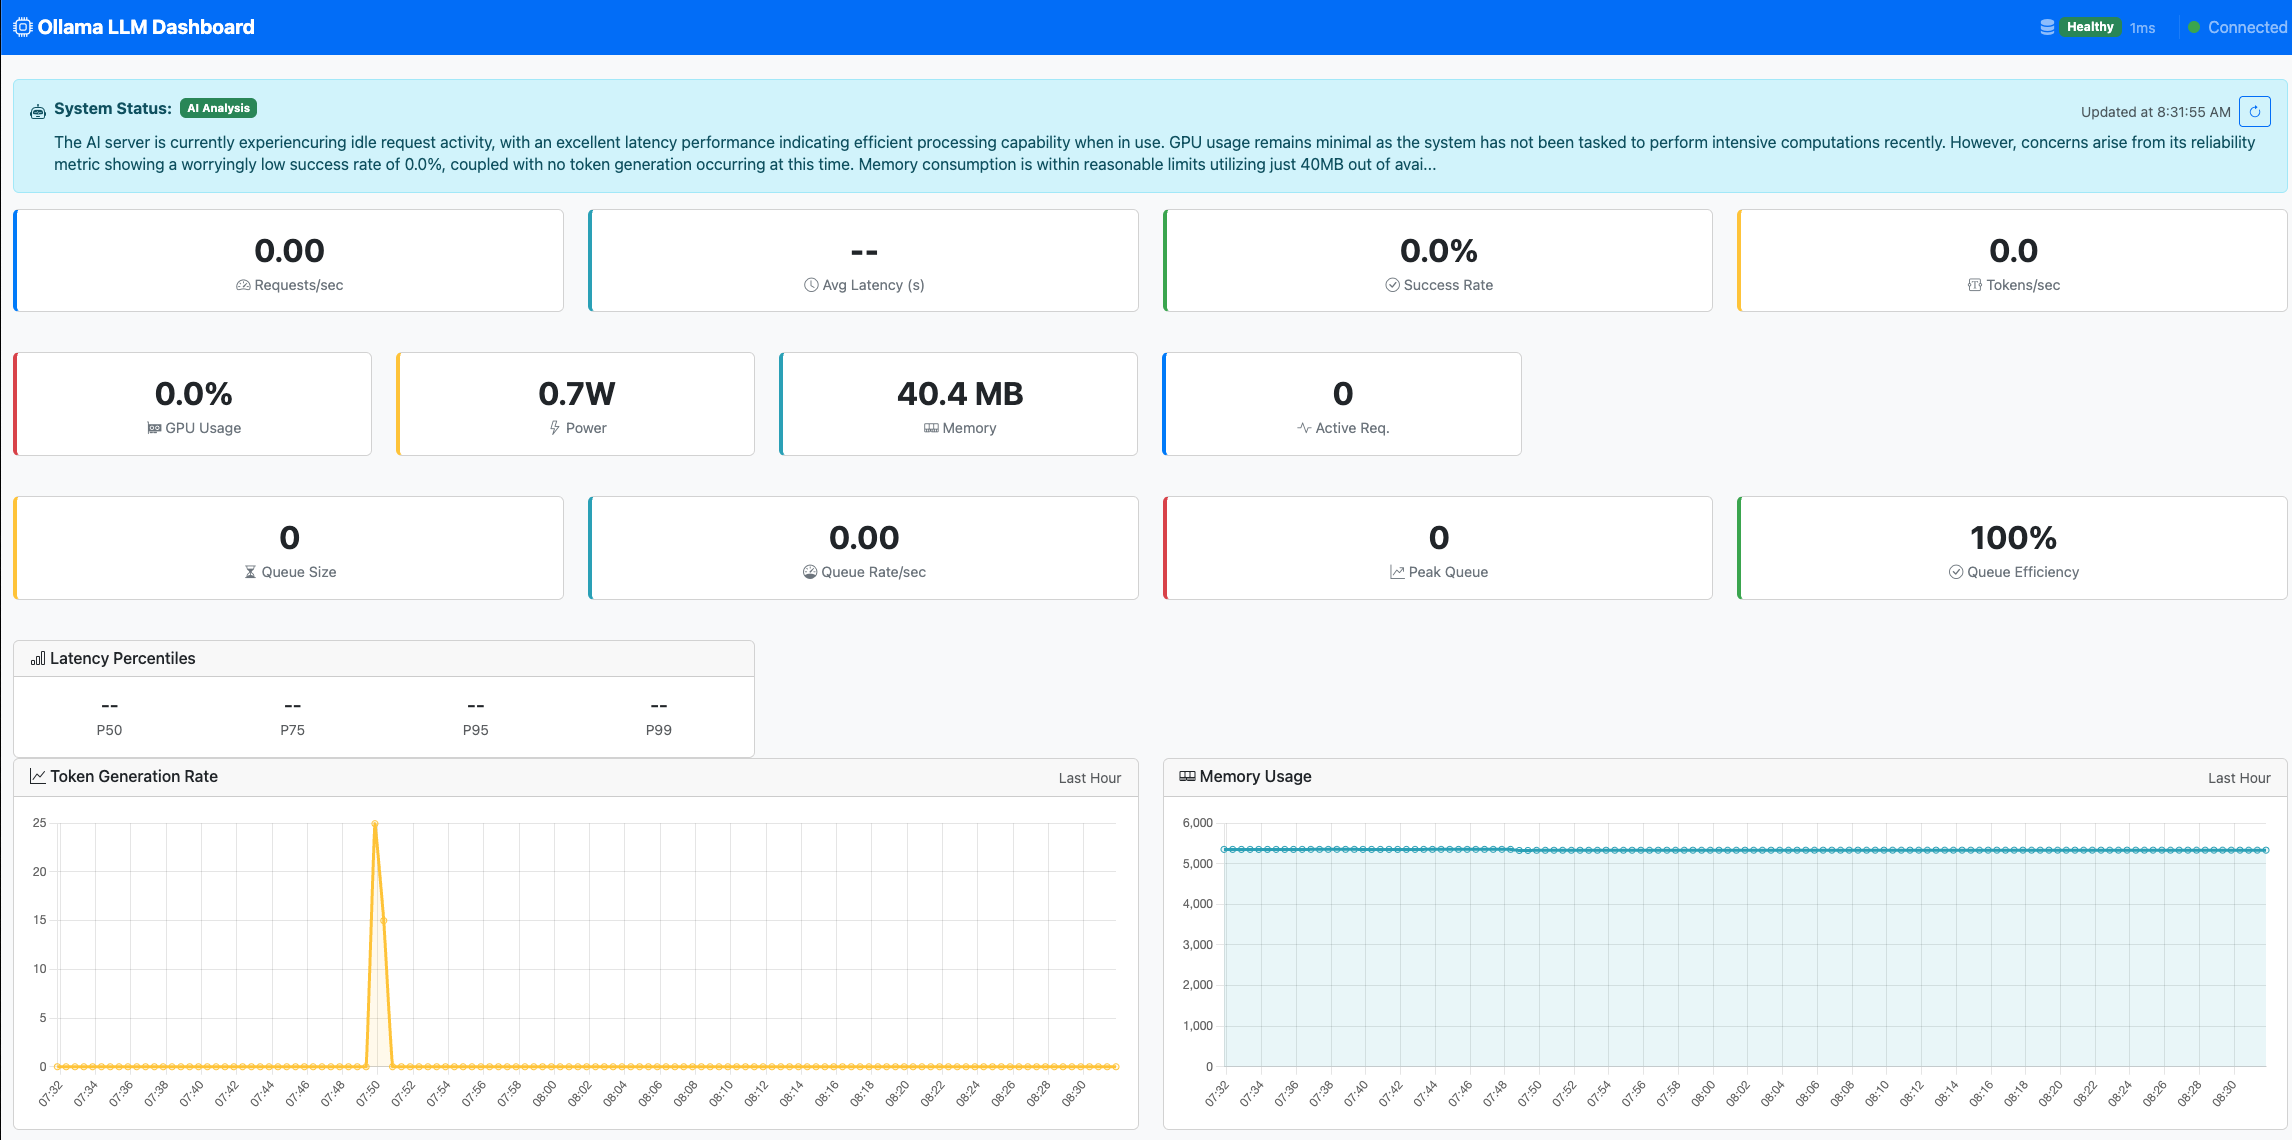 Ollama LLM Dashboard
Healthy 1ms Connected
System Status: AI Analysis
Updated at 8:31:55 AM
The AI server is currently experiencuring idle request activity, with an excellent latency performance indicating efficient processing capability when in use. GPU usage remains minimal as the system has not been tasked to perform intensive computations recently. However, concerns arise from its reliability
metric showing a worryingly low success rate of 0.0%, coupled with no token generation occurring at this time. Memory consumption is within reasonable limits utilizing just 40MB out of avai...
0.00
Requests/sec
--
Avg Latency (s)
0.0%
Success Rate
0.0
Tokens/sec
0.0%
GPU Usage
0.7W
Power
40.4 MB
Memory
0
Active Req.
0
Queue Size
0.00
Queue Rate/sec
0
Peak Queue
100%
Queue Efficiency
Latency Percentiles
--
P50
--
P75
--
P95
--
P99
Token Generation Rate
Last Hour
25
20
15
10
5
0
07:32 07:34 07:36 07:38 07:40 07:42 07:44 07:46 07:48 07:50 07:52 07:54 07:56 07:58 08:00 08:02 08:04 08:06 08:08 08:10 08:12 08:14 08:16 08:18 08:20 08:22 08:24 08:26 08:28 08:30
Memory Usage
Last Hour
6,000
5,000
4,000
3,000
2,000
1,000
0
07:32 07:34 07:36 07:38 07:40 07:42 07:44 07:46 07:48 07:50 07:52 07:54 07:56 07:58 08:00 08:02 08:04 08:06 08:08 08:10 08:12 08:14 08:16 08:18 08:20 08:22 08:24 08:26 08:28 08:30